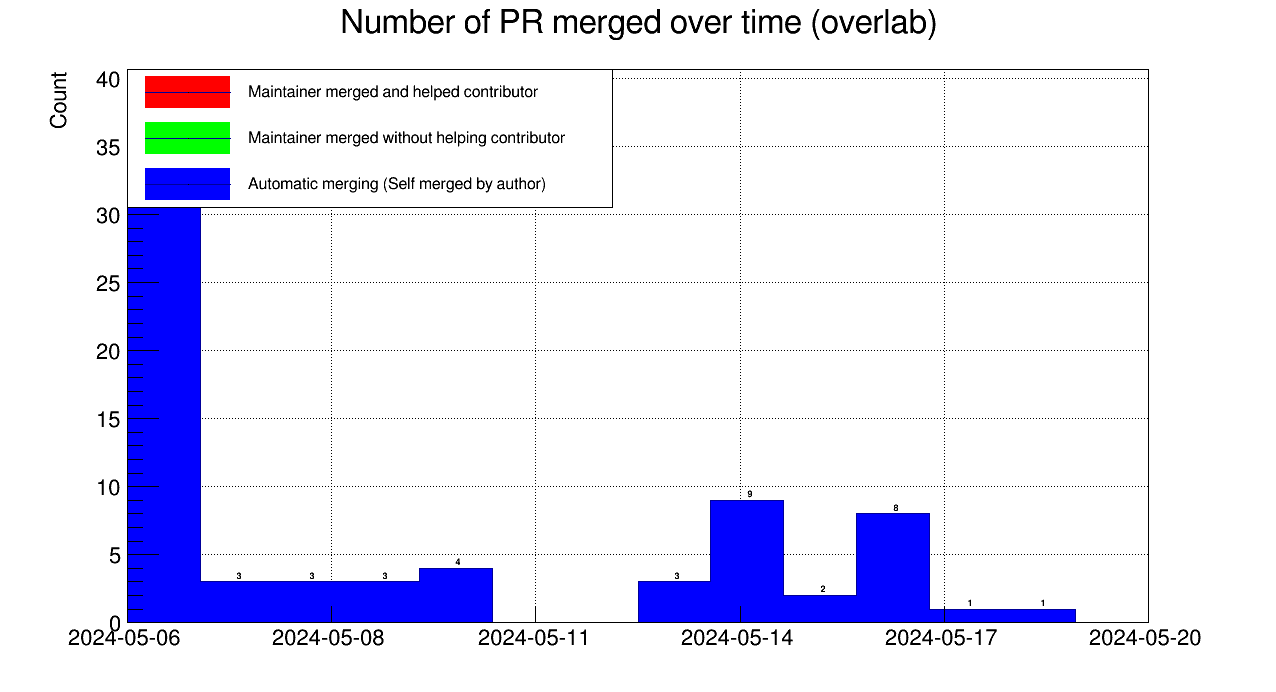 Number of PR merged over time (overlab)
Count
40
35
30
25
20
15
10
5
0
Maintainer merged and helped contributor
Maintainer merged without helping contributor
Automatic merging (Self merged by author)
3 3 3 4 3 9 2 8 1 1
2024-05-06 2024-05-08 2024-05-11 2024-05-14 2024-05-17 2024-05-20